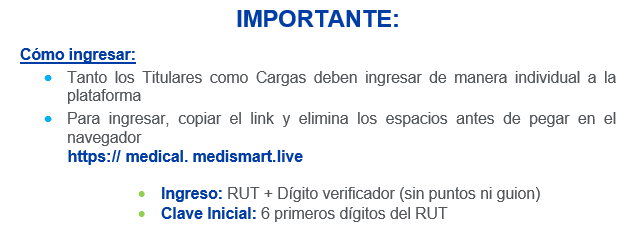 IMPORTANTE:
Cómo ingresar:
Tanto los Titulares como Cargas deben ingresar de manera individual a la
plataforma
Para ingresar, copiar el link y elimina los espacios antes de pegar en el
navegador
https:// medical. medismart.live
Ingreso: RUT + Dígito verificador (sin puntos ni guion)
Clave Inicial: 6 primeros dígitos del RUT